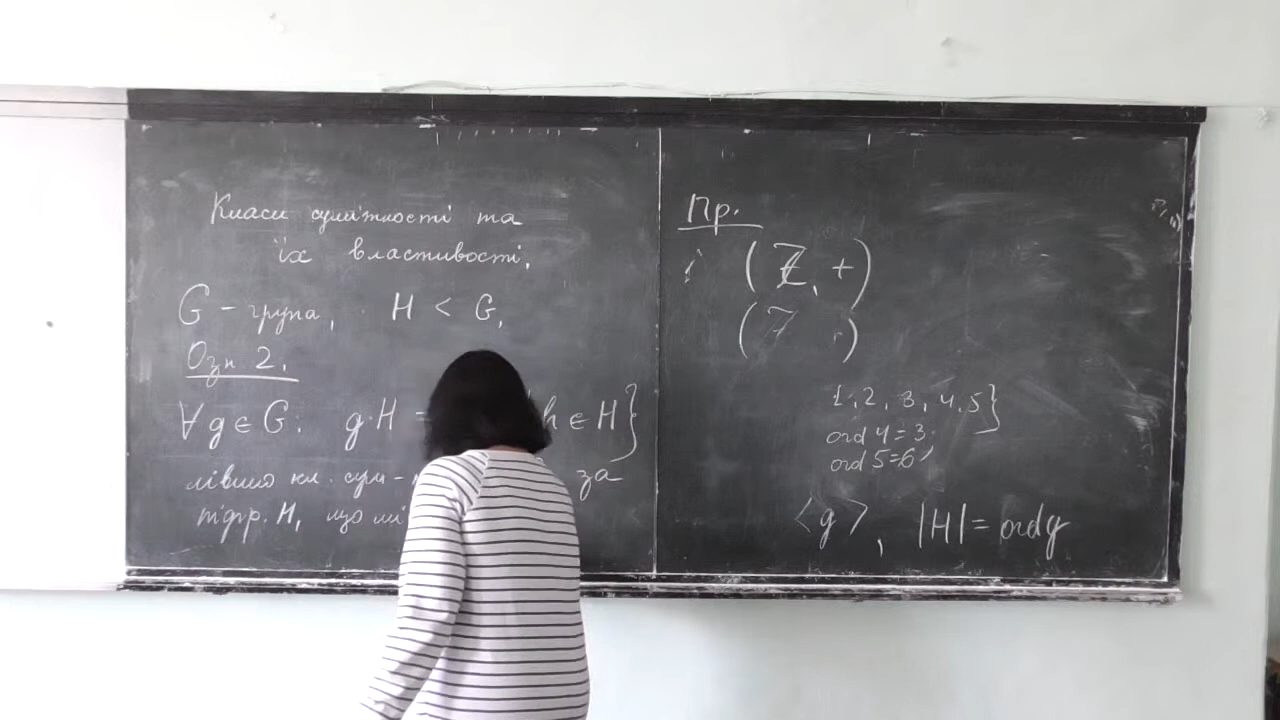 Класи суміжності та
їх властивості.
G – група, H < G.
Озн 2.
∀g ∈ G: g·H = h ∈ H}
лівим кл. сум- за
підгр. H, що мі
Пр.
(ℤ, +)
{1, 2, 3, 4, 5}
ord 4 = 3
ord 5 = 6
⟨g⟩, |H| = ord g